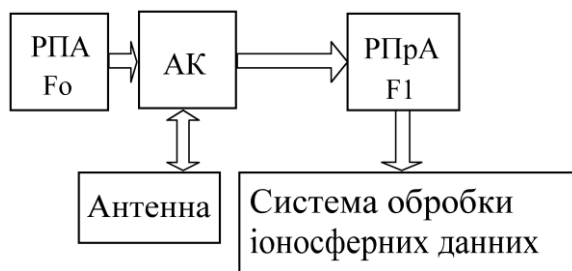 РПА
Fo
АК
РПрА
F1
Антенна
Система обробки
іоносферних данних